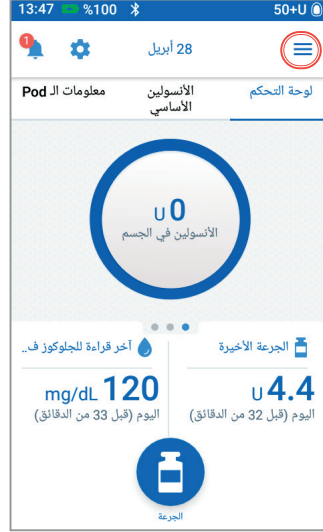 13:47 %100 50+U
1
28 أبريل
لوحة التحكم
الأنسولين الأساسي
معلومات الـ Pod
0 U
الأنسولين في الجسم
الجرعة الأخيرة
4.4 U
اليوم (قبل 32 من الدقائق)
آخر قراءة للجلوكوز ف..
120 mg/dL
اليوم (قبل 33 من الدقائق)
الجرعة